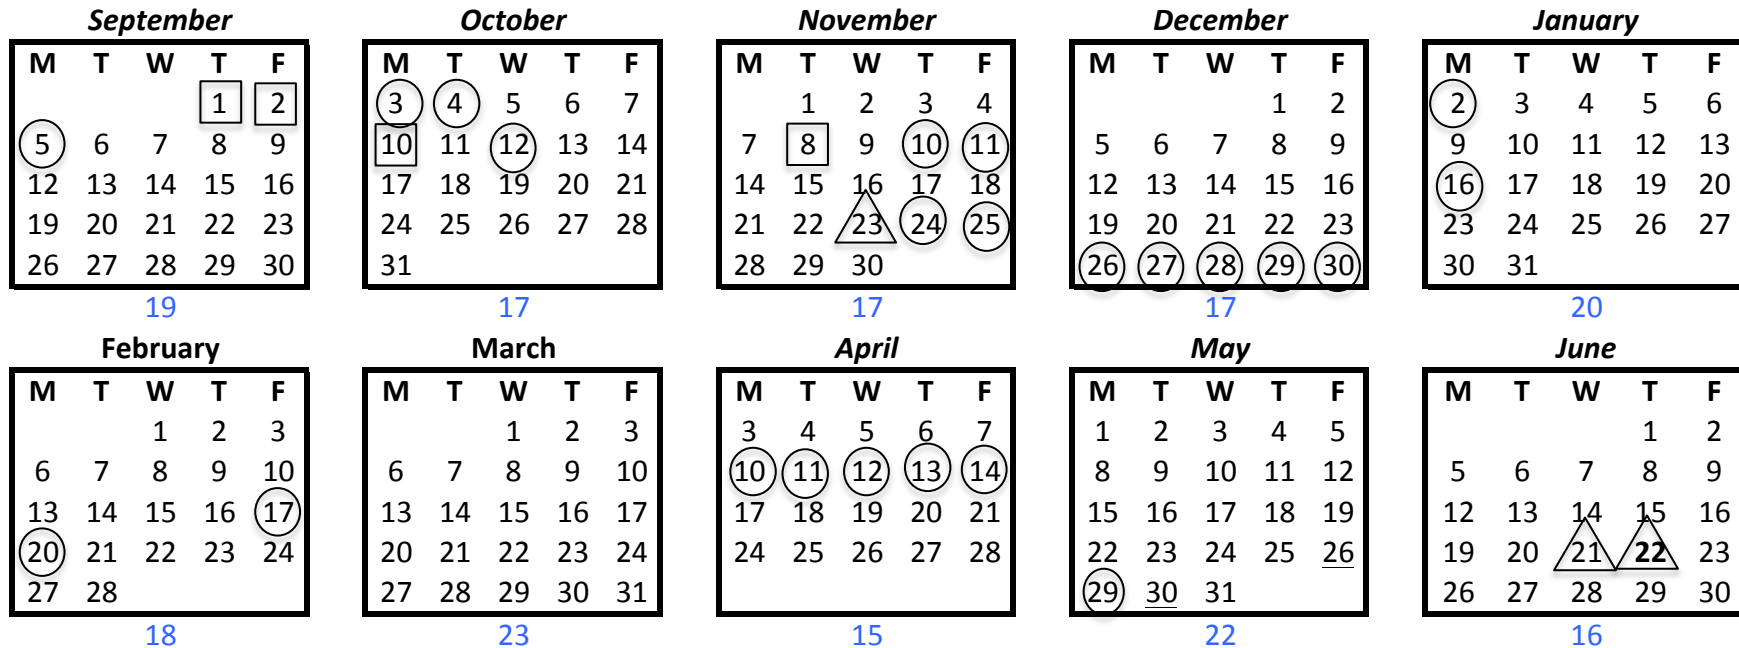 September October November December January
M T W T F M T W T F M T W T F M T W T F M T W T F
1 2 3 4 5 6 7 1 2 3 4 1 2 2 3 4 5 6
5 6 7 8 9 10 11 12 13 14 7 8 9 10 11 5 6 7 8 9 9 10 11 12 13
12 13 14 15 16 17 18 19 20 21 14 15 16 17 18 12 13 14 15 16 16 17 18 19 20
19 20 21 22 23 24 25 26 27 28 21 22 23 24 25 19 20 21 22 23 23 24 25 26 27
26 27 28 29 30 31 28 29 30 26 27 28 29 30 30 31
19 17 17 17 20
February March April May June
M T W T F M T W T F M T W T F M T W T F M T W T F
1 2 3 1 2 3 3 4 5 6 7 1 2 3 4 5 1 2
6 7 8 9 10 6 7 8 9 10 10 11 12 13 14 8 9 10 11 12 5 6 7 8 9
13 14 15 16 17 13 14 15 16 17 17 18 19 20 21 15 16 17 18 19 12 13 14 15 16
20 21 22 23 24 20 21 22 23 24 24 25 26 27 28 22 23 24 25 26 19 20 21 22 23
27 28 27 28 29 30 31 29 30 31 26 27 28 29 30
18 23 15 22 16